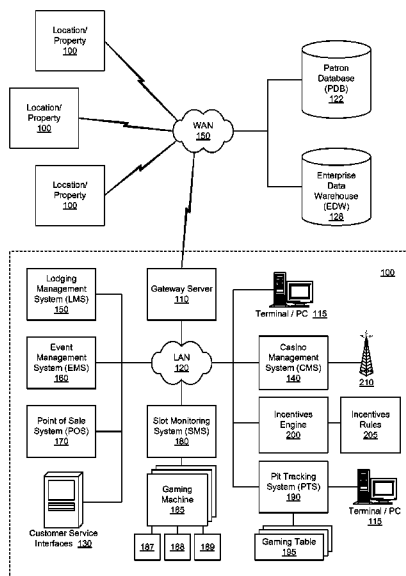 Location/
Property
100
Location/
Property
100
Location/
Property
100
WAN
150
Patron
Database
(PDB)
122
Enterprise
Data
Warehouse
(EDW)
128
100
Lodging
Management
System (LMS)
150
Gateway Server
110
Terminal / PC 115
Event
Management
System (EMS)
160
LAN
120
Casino
Management
System (CMS)
140
210
Point of Sale
System (POS)
170
Slot Monitoring
System (SMS)
180
Incentives
Engine
200
Incentives
Rules
205
Customer Service
Interfaces 130
Gaming
Machine
185
187
188
189
Pit Tracking
System (PTS)
190
Terminal / PC
115
Gaming Table
195